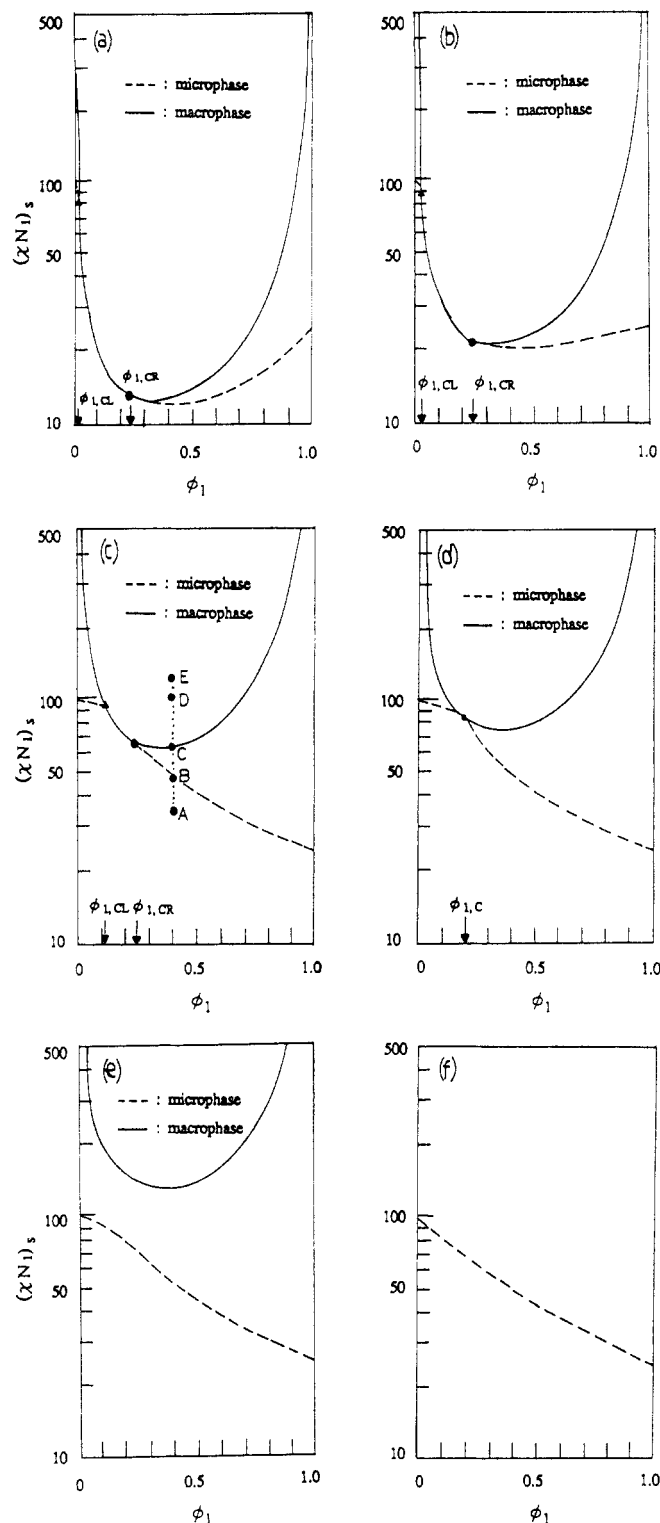 (a)
500
- - - : microphase
—— : macrophase
100
50
10
(χN₁)ₛ
ϕ₁,CL
ϕ₁,CR
0
0.5
1.0
ϕ₁
(b)
500
- - - : microphase
—— : macrophase
100
50
10
ϕ₁,CL
ϕ₁,CR
0
0.5
1.0
ϕ₁
(c)
500
- - - : microphase
—— : macrophase
100
50
10
(χN₁)ₛ
E
D
C
B
A
ϕ₁,CL
ϕ₁,CR
0
0.5
1.0
ϕ₁
(d)
500
- - - : microphase
—— : macrophase
100
50
10
ϕ₁,C
0
0.5
1.0
ϕ₁
(e)
500
- - - : microphase
—— : macrophase
100
50
10
(χN₁)ₛ
0
0.5
1.0
ϕ₁
(f)
500
100
50
10
0
0.5
1.0
ϕ₁